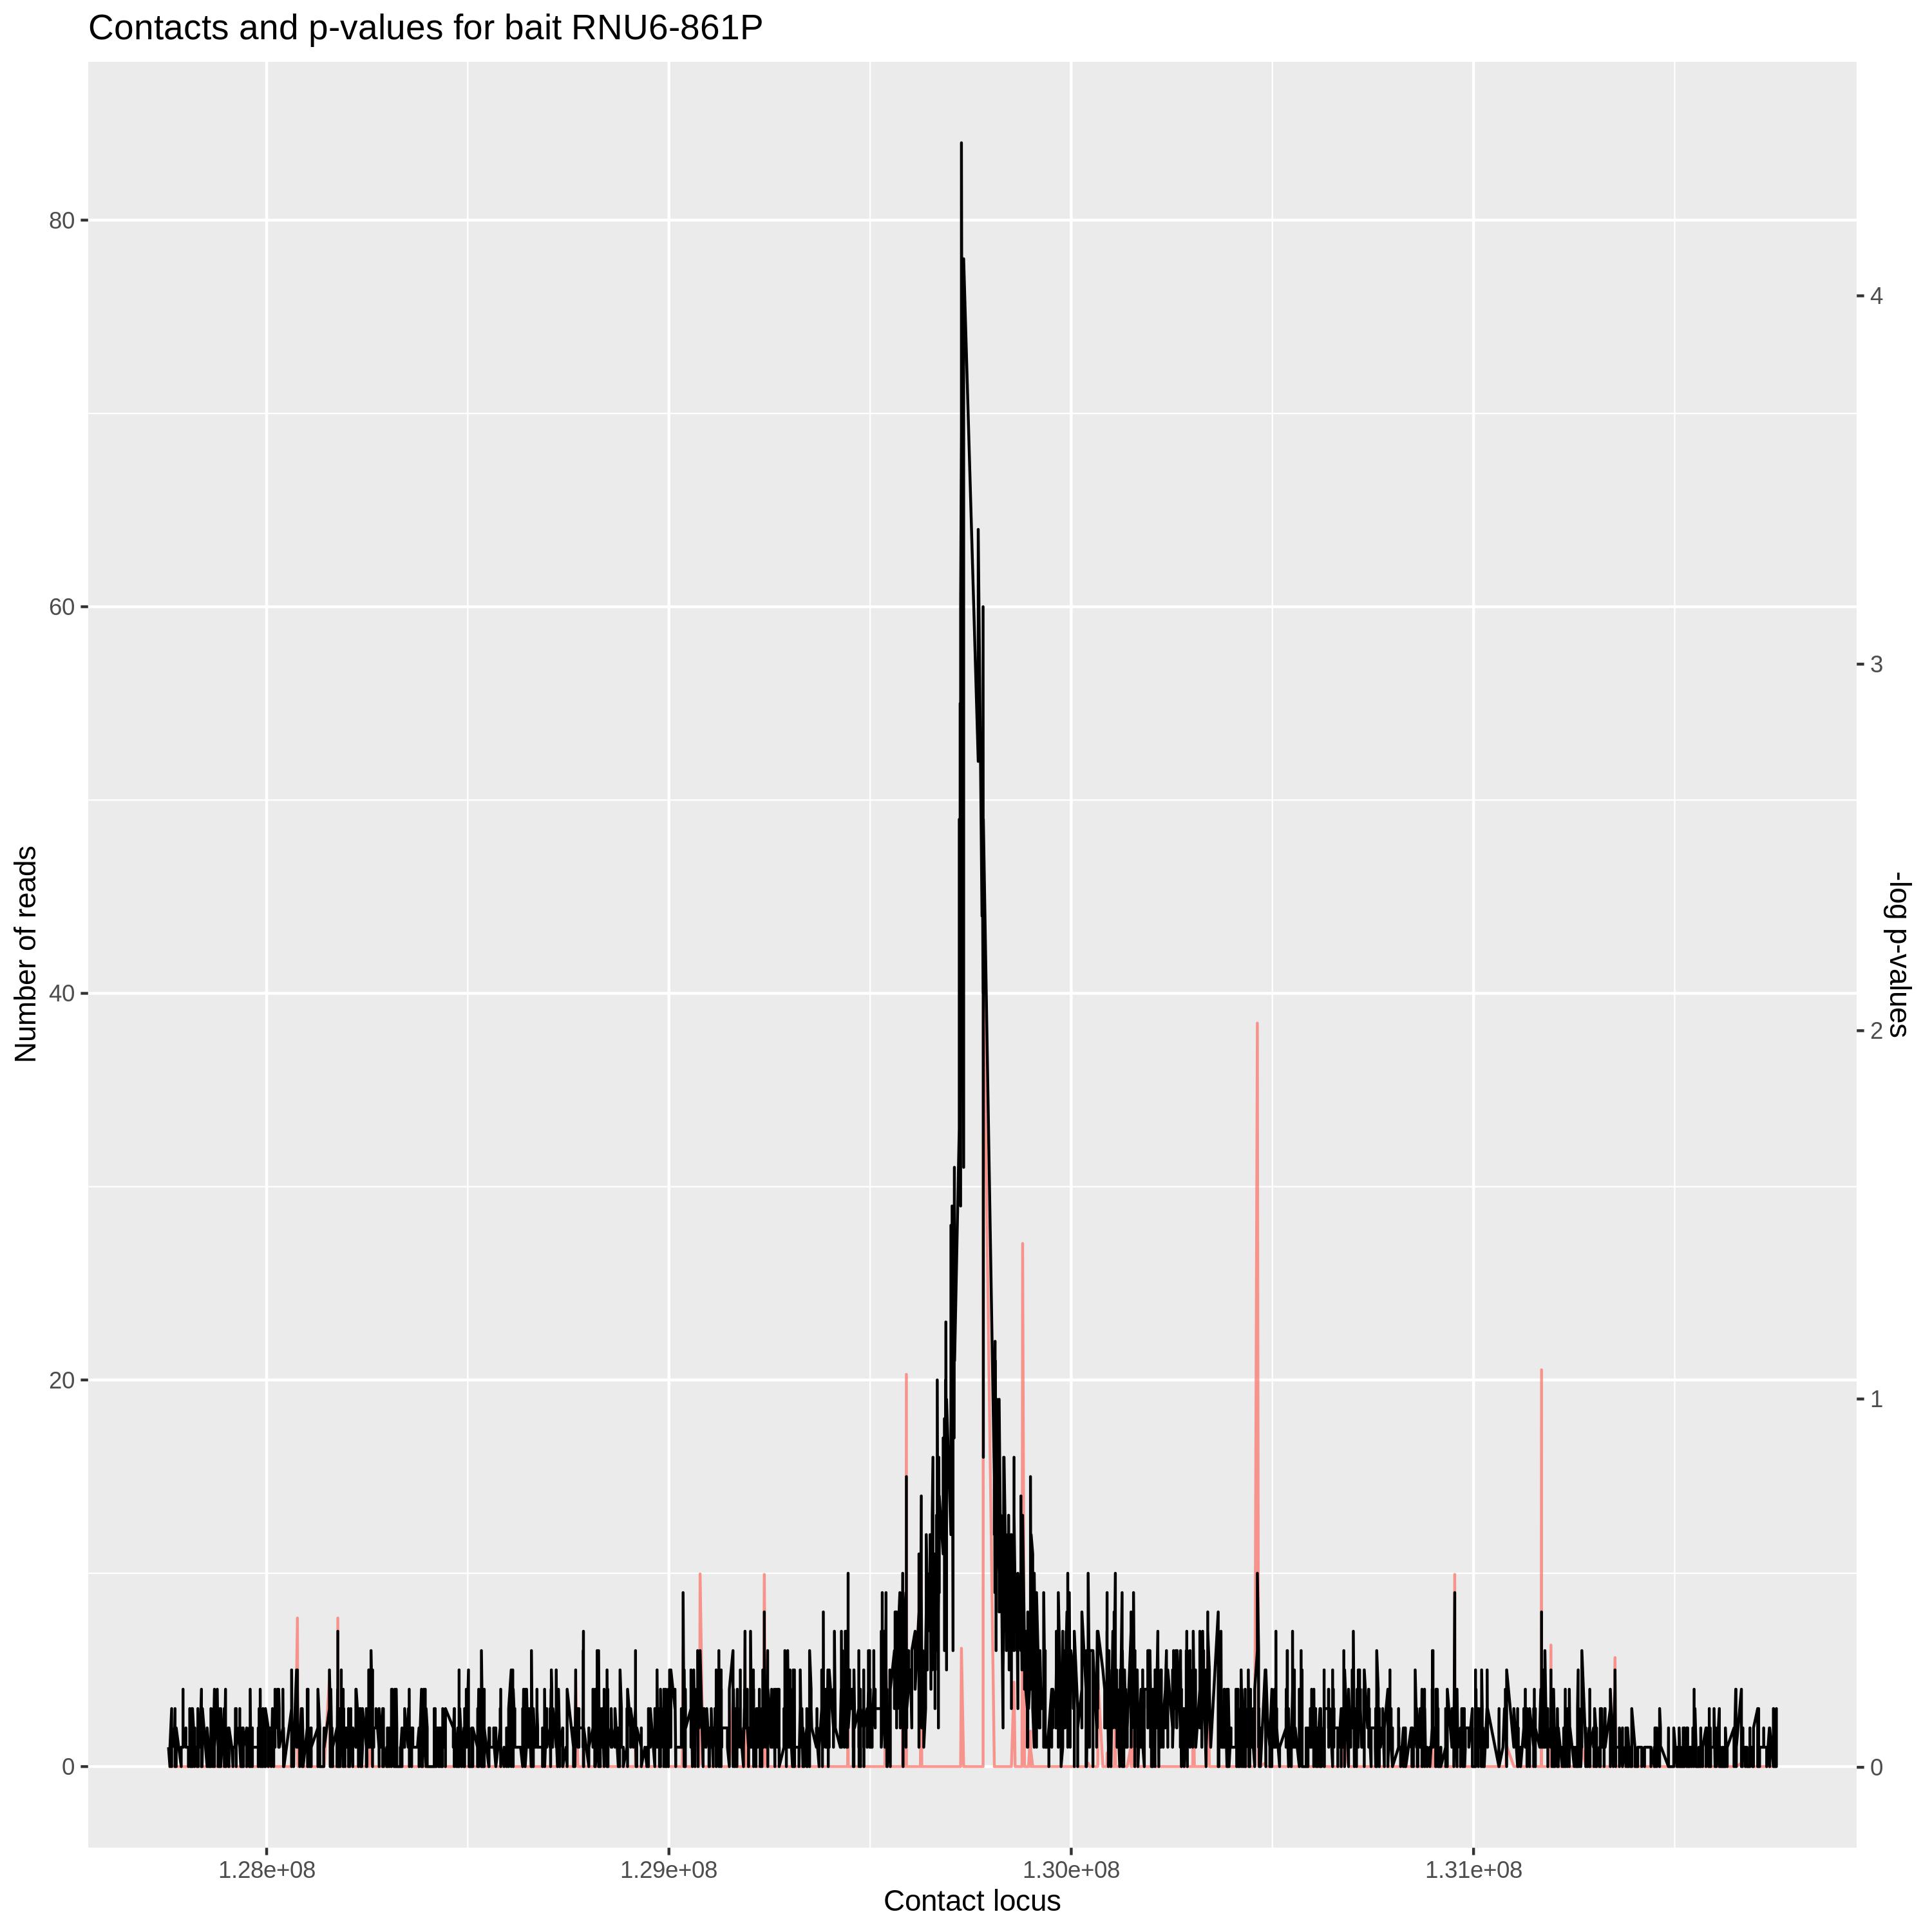 Contacts and p-values for bait RNU6-861P
80
60
40
20
0
Number of reads
4
3
2
1
0
-log p-values
1.28e+08
1.29e+08
1.30e+08
1.31e+08
Contact locus